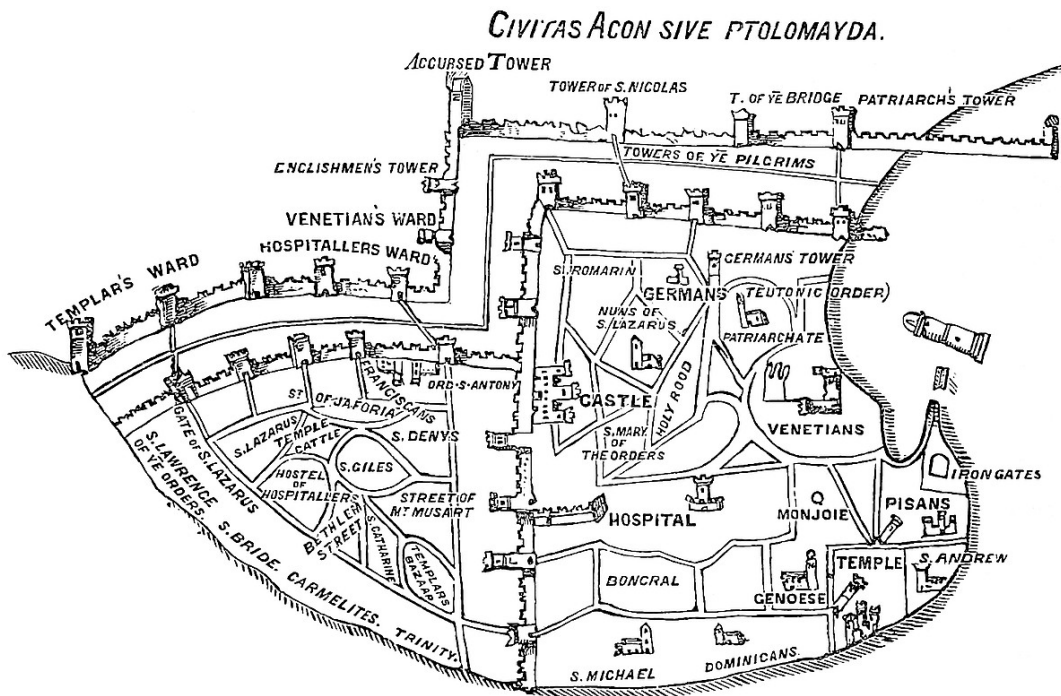 CIVITAS ACON SIVE PTOLOMAYDA.
ACCURSED TOWER
TOWER OF S. NICOLAS
T. OF YE BRIDGE
PATRIARCH'S TOWER
TOWERS OF YE PILGRIMS
ENGLISHMEN'S TOWER
VENETIAN'S WARD
HOSPITALLERS WARD
TEMPLAR'S WARD
GERMAN'S TOWER
S. ROMARIN
GERMANS (TEUTONIC ORDER)
NUNS OF
S. LAZARUS
PATRIARCHATE
ORD. S. ANTONY
FRANCISCANS
ST OF JAFORIA
CASTLE
HOLY ROOD
VENETIANS
S. MARY
OF
THE ORDERS
GATE OF S. LAZARUS
S. LAZARUS
TEMPLE
CATTLE
S. DENYS
S. GILES
HOSTEL
OF
HOSPITALLERS
STREET OF
MT MUSART
BETHLEM
STREET
S. CATHARINE
TEMPLARS
BAZAR
S. LAWRENCE
OF YE ORDERS.
S. BRIDE. CARMELITES. TRINITY.
IRON GATES
HOSPITAL
MONJOIE
PISANS
TEMPLE
S. ANDREW
BONCRAL
GENOESE
S. MICHAEL
DOMINICANS.